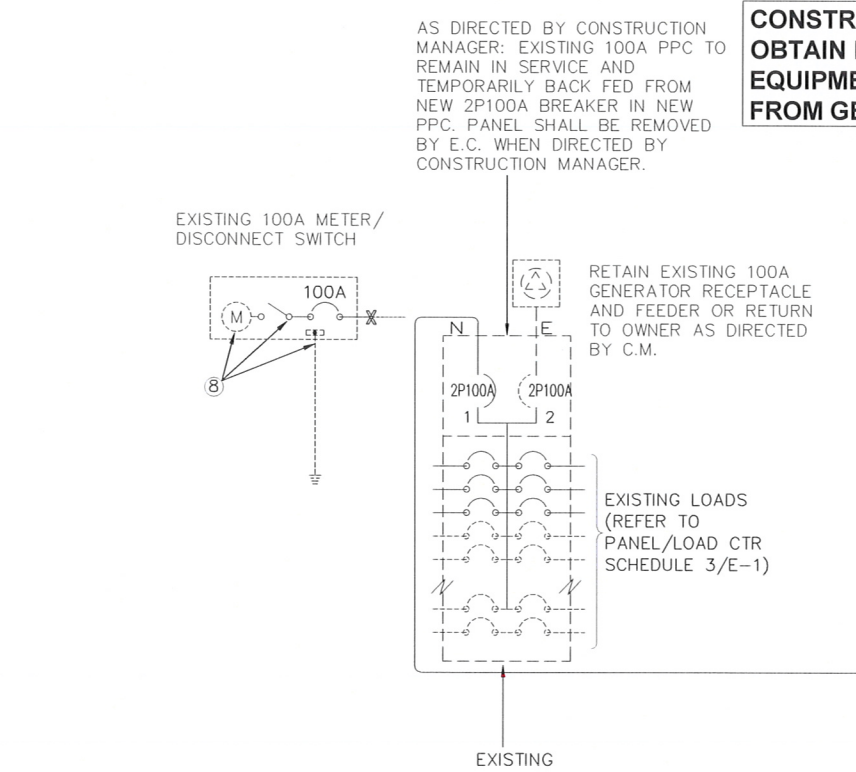 AS DIRECTED BY CONSTRUCTION
MANAGER: EXISTING 100A PPC TO
REMAIN IN SERVICE AND
TEMPORARILY BACK FED FROM
NEW 2P100A BREAKER IN NEW
PPC. PANEL SHALL BE REMOVED
BY E.C. WHEN DIRECTED BY
CONSTRUCTION MANAGER.
CONSTR
OBTAIN
EQUIPME
FROM GE
EXISTING 100A METER/
DISCONNECT SWITCH
100A
M
X
8
RETAIN EXISTING 100A
GENERATOR RECEPTACLE
AND FEEDER OR RETURN
TO OWNER AS DIRECTED
BY C.M.
N E
2P100A 2P100A
1 2
EXISTING LOADS
(REFER TO
PANEL/LOAD CTR
SCHEDULE 3/E-1)
EXISTING